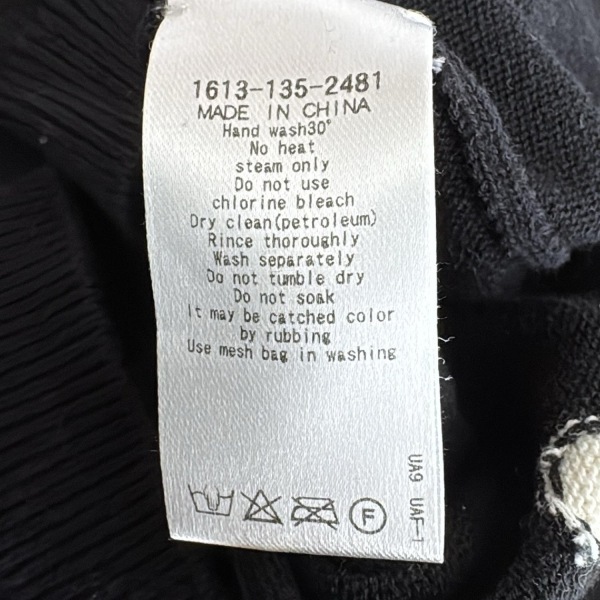 1613-135-2481
MADE IN CHINA
Hand wash30°
No heat
steam only
Do not use
chlorine bleach
Dry clean(petroleum)
Rince thoroughly
Wash separately
Do not tumble dry
Do not soak
It may be catched color
by rubbing
Use mesh bag in washing
F
UA9 UAF-1